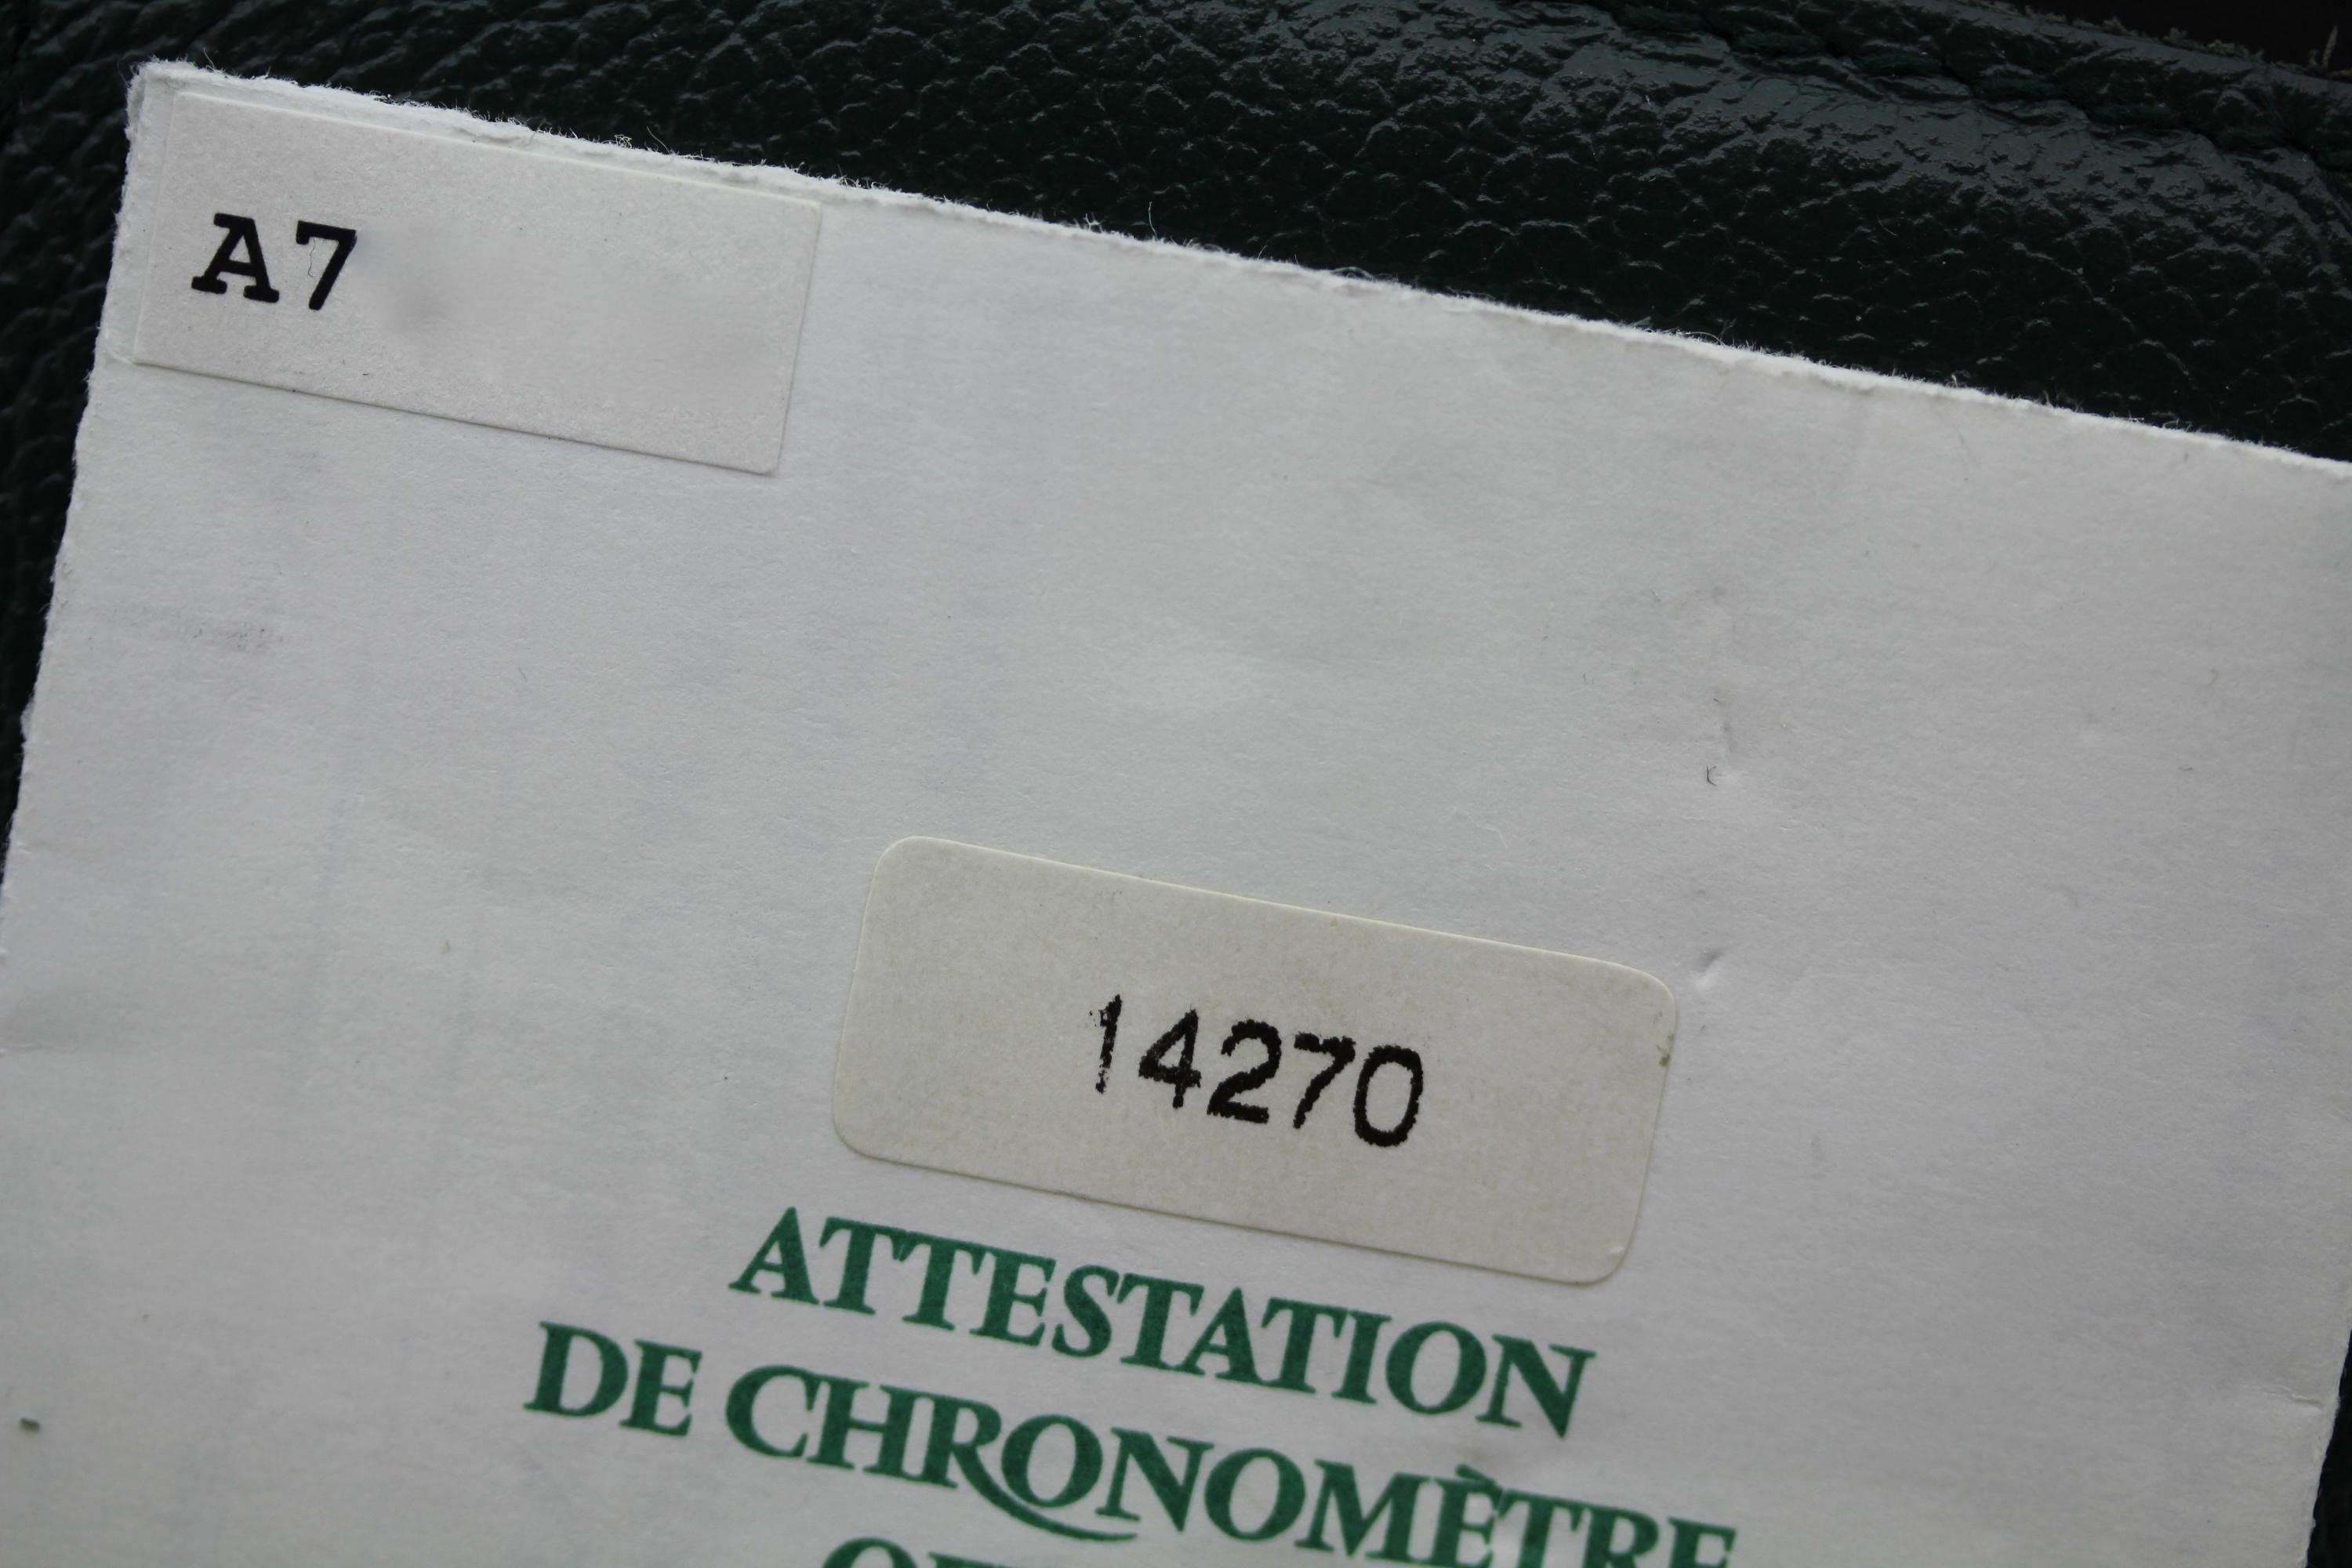 A7
14270
ATTESTATION
DE CHRONOMÈTRE